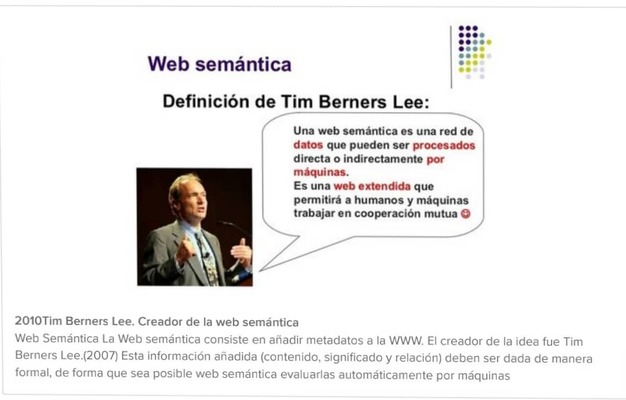 Web semántica
Definición de Tim Berners Lee:
Una web semántica es una red de
datos que pueden ser procesados
directa o indirectamente por
máquinas.
Es una web extendida que
permitirá a humanos y máquinas
trabajar en cooperación mutua
2010Tim Berners Lee. Creador de la web semántica
Web Semántica La Web semántica consiste en añadir metadatos a la WWW. El creador de la idea fue Tim
Berners Lee.(2007) Esta información añadida (contenido, significado y relación) deben ser dada de manera
formal, de forma que sea posible web semántica evaluarlas automáticamente por máquinas